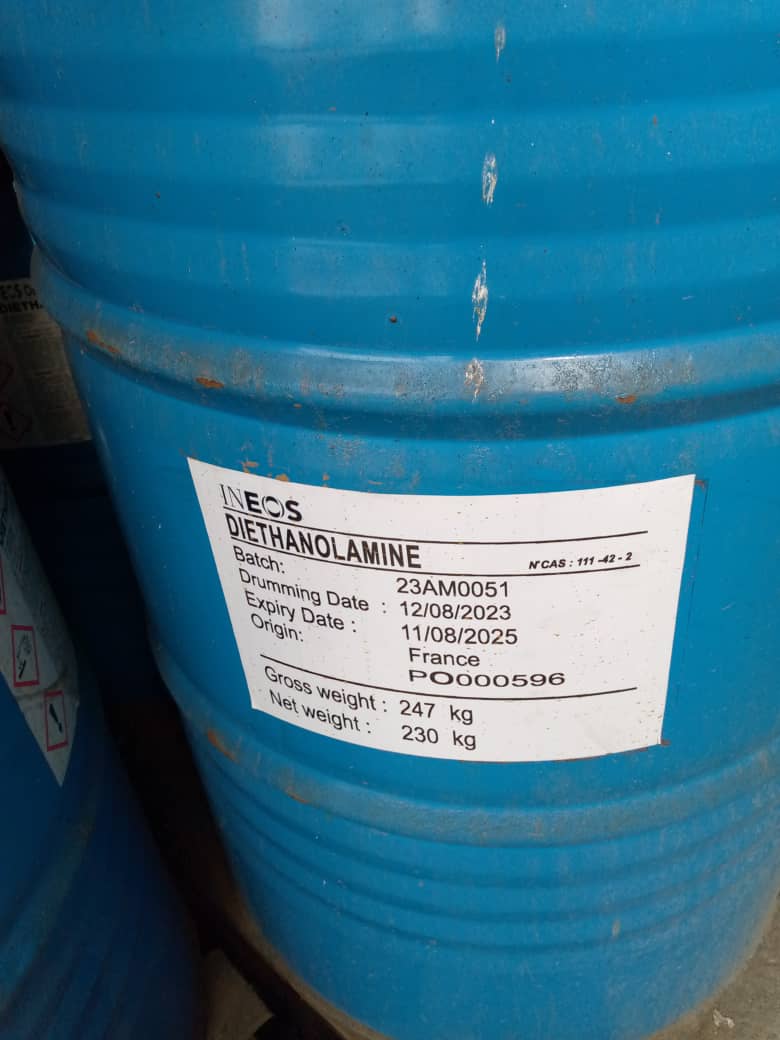 INEOS
DIETHANOLAMINE N'CAS : 111 -42 - 2
Batch: 23AM0051
Drumming Date : 12/08/2023
Expiry Date : 11/08/2025
Origin: France
PO000596
Gross weight : 247 kg
Net weight : 230 kg